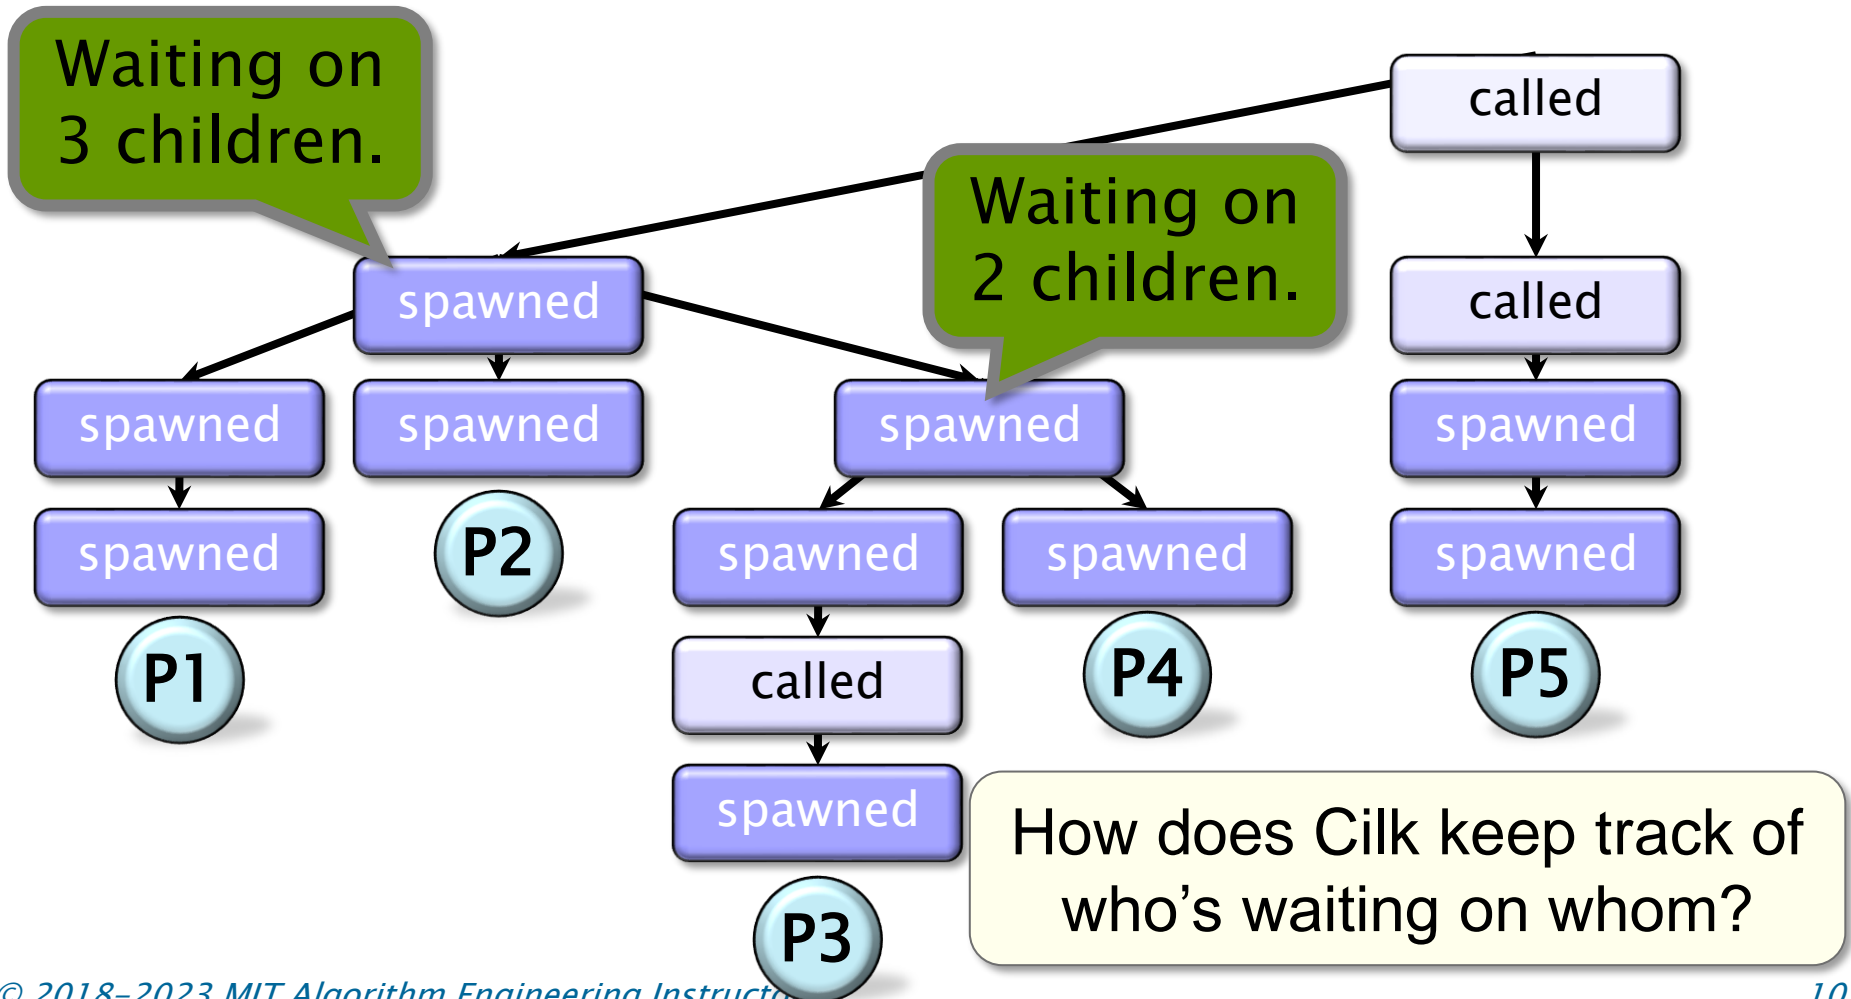 Waiting on
3 children.
called
Waiting on
2 children.
spawned
called
spawned
spawned
spawned
spawned
spawned
spawned
spawned
spawned
P2
called
P1
P4
P5
spawned
How does Cilk keep track of
who's waiting on whom?
P3
© 2018-2023 MIT Algorithm Engineering
10